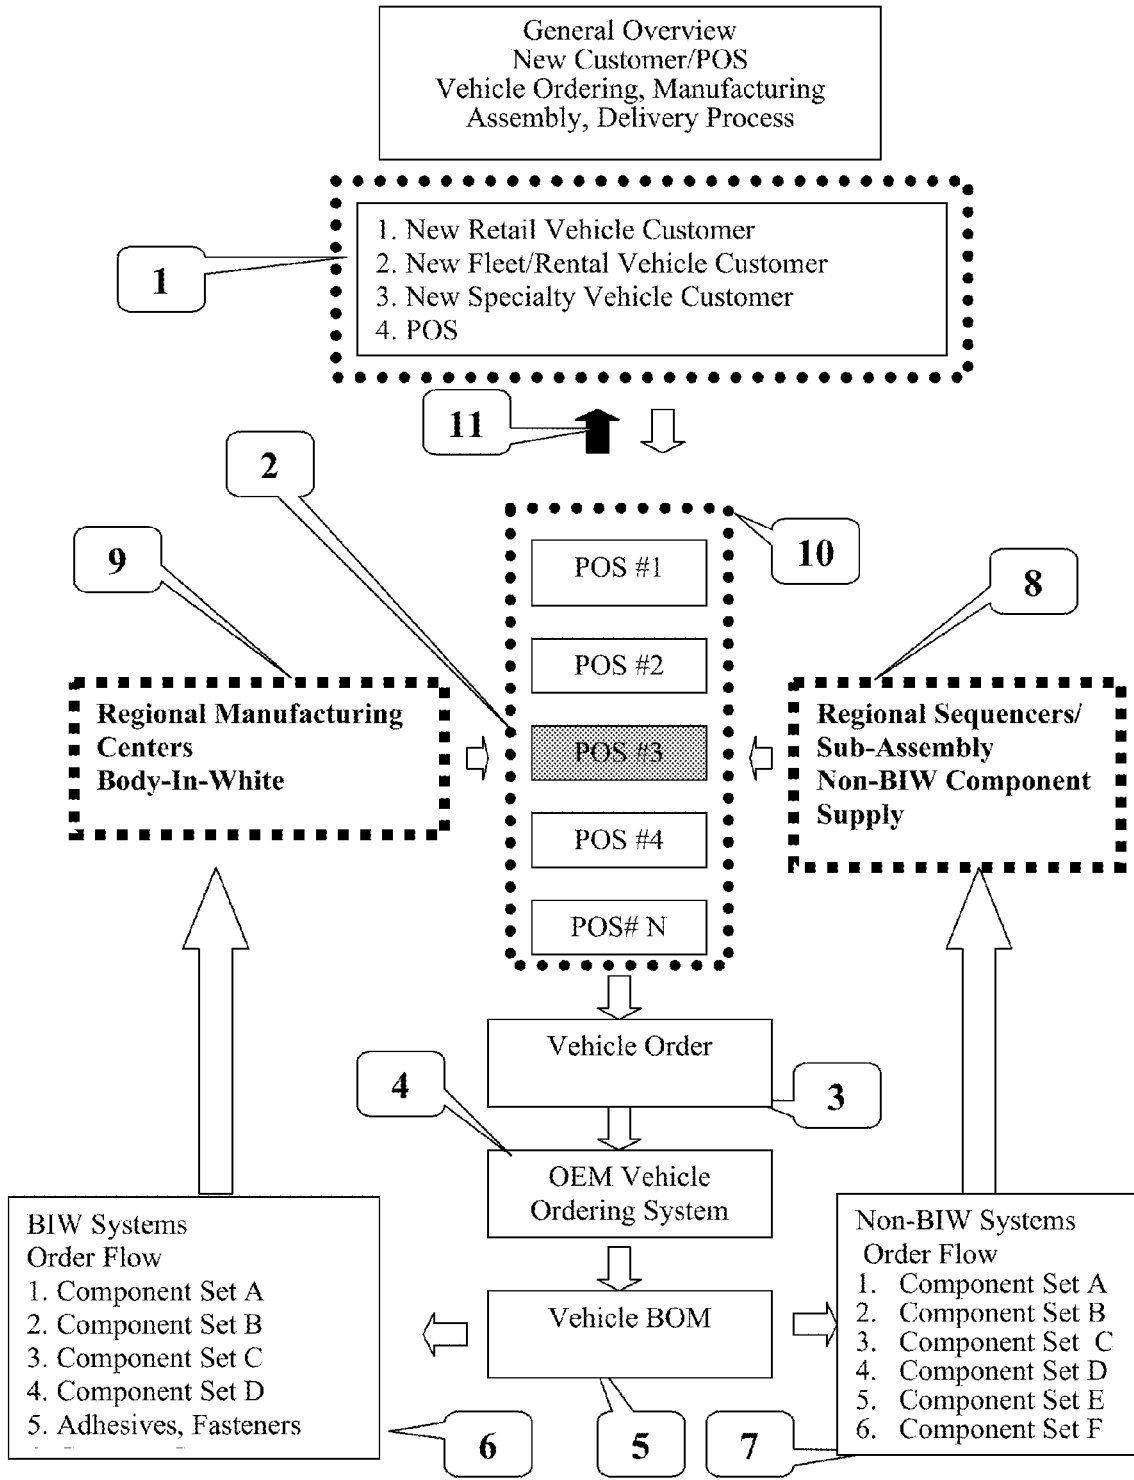 General Overview
New Customer/POS
Vehicle Ordering, Manufacturing
Assembly, Delivery Process
1. New Retail Vehicle Customer
2. New Fleet/Rental Vehicle Customer
3. New Specialty Vehicle Customer
4. POS
1
11
2
POS #1
10
9
8
POS #2
Regional Manufacturing
Centers
Body-In-White
POS #3
Regional Sequencers/
Sub-Assembly
Non-BIW Component
Supply
POS #4
POS# N
Vehicle Order
4
3
OEM Vehicle
Ordering System
BIW Systems
Order Flow
1. Component Set A
2. Component Set B
3. Component Set C
4. Component Set D
5. Adhesives, Fasteners
Vehicle BOM
Non-BIW Systems
Order Flow
1. Component Set A
2. Component Set B
3. Component Set C
4. Component Set D
5. Component Set E
6. Component Set F
6
5
7